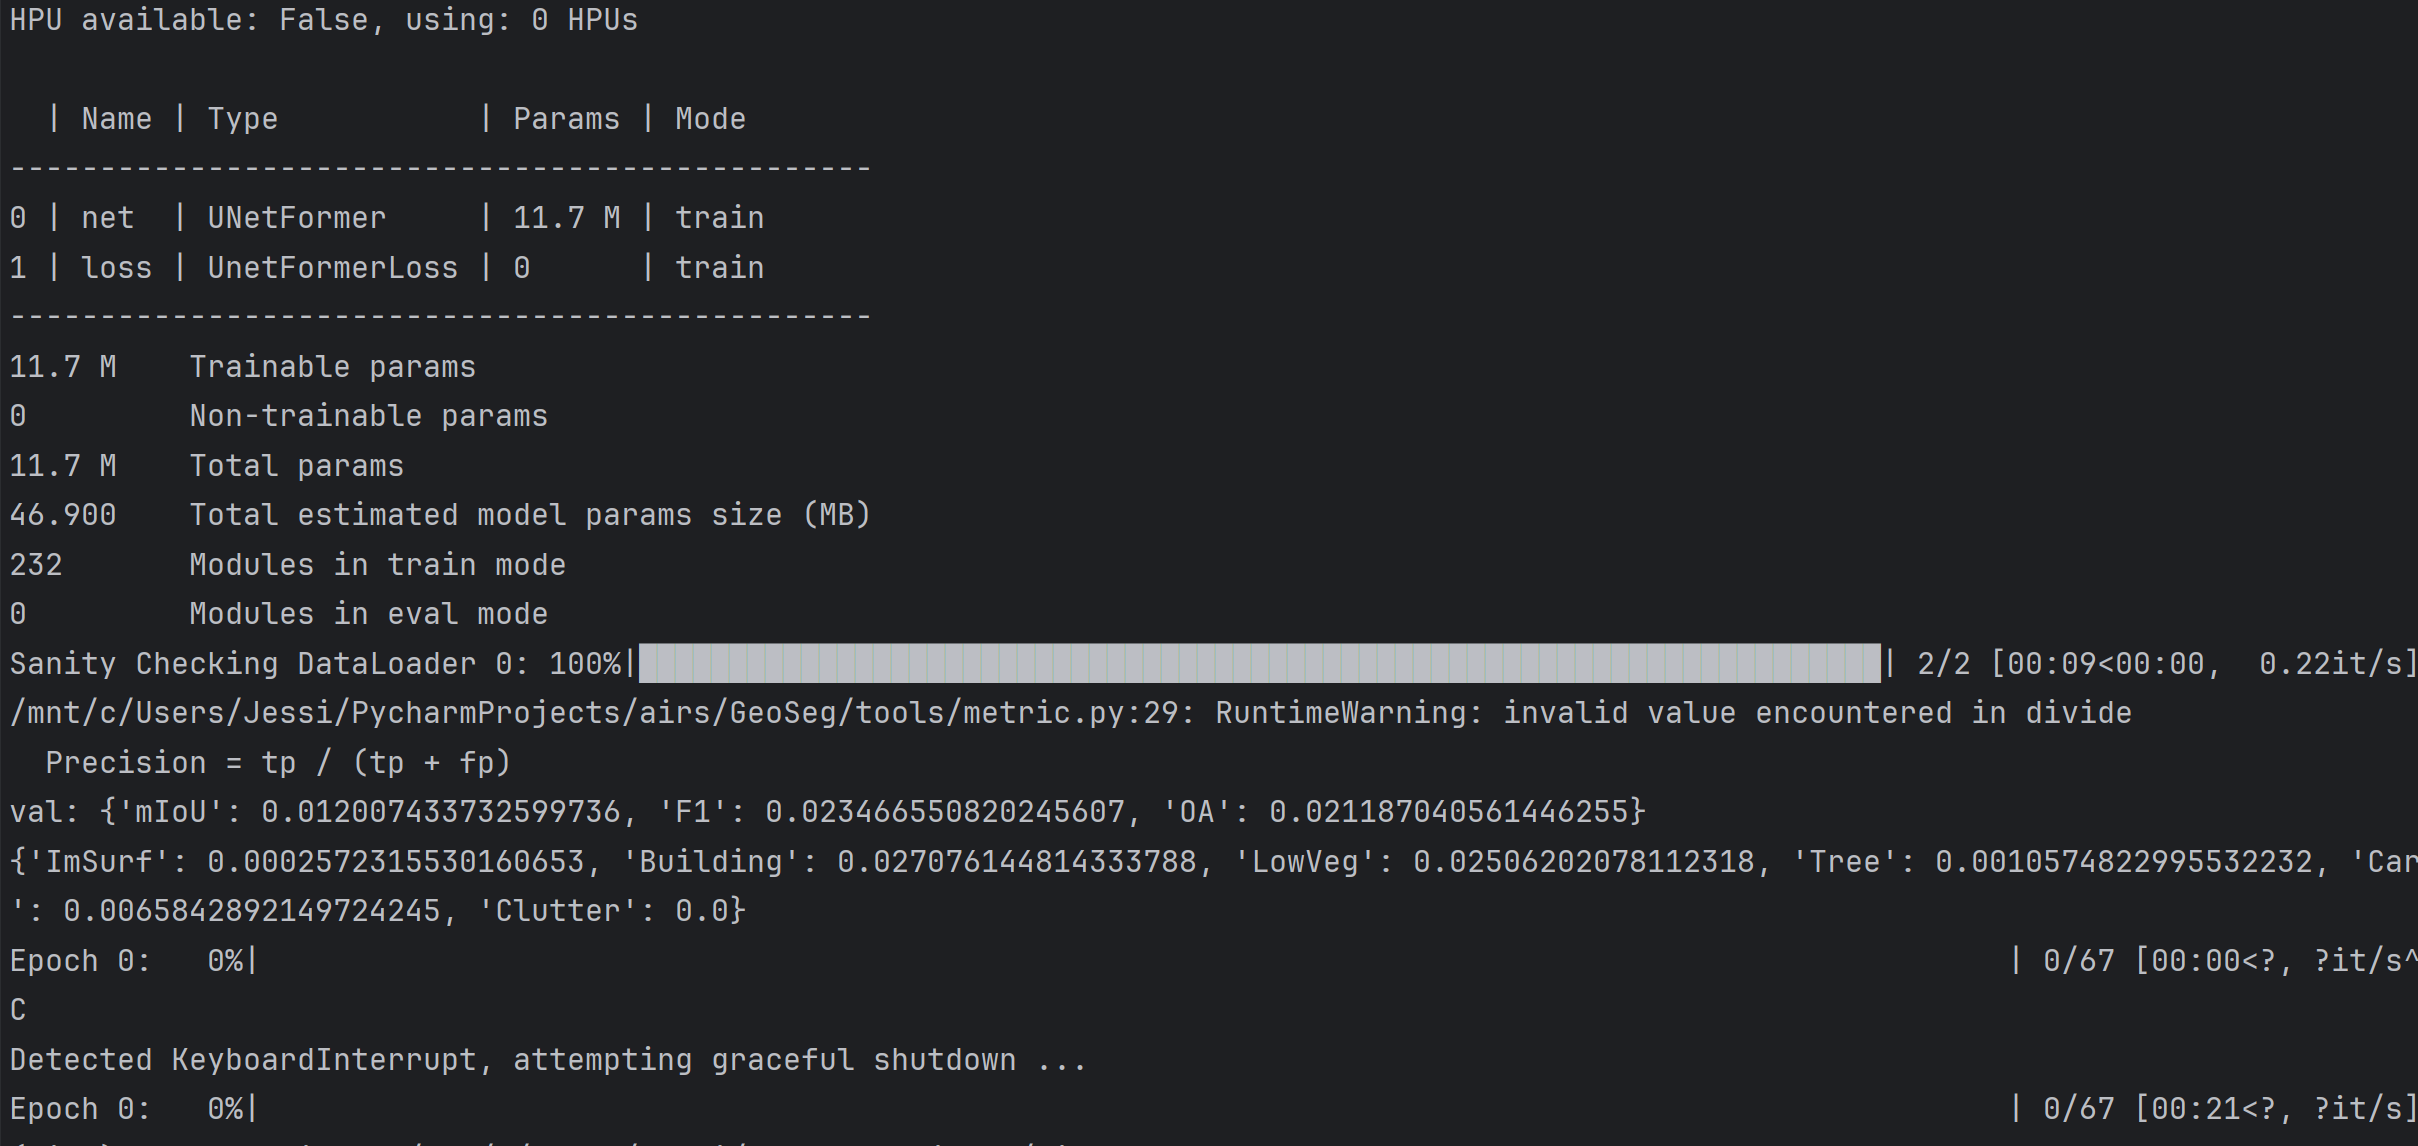 HPU available: False, using: 0 HPUs
  | Name | Type          | Params | Mode
------------------------------------------------
0 | net  | UNetFormer     | 11.7 M | train
1 | loss | UnetFormerLoss | 0      | train
------------------------------------------------
11.7 M    Trainable params
0         Non-trainable params
11.7 M    Total params
46.900    Total estimated model params size (MB)
232       Modules in train mode
0         Modules in eval mode
Sanity Checking DataLoader 0: 100%|| 2/2 [00:09<00:00,  0.22it/s]
/mnt/c/Users/Jessi/PycharmProjects/airs/GeoSeg/tools/metric.py:29: RuntimeWarning: invalid value encountered in divide
  Precision = tp / (tp + fp)
val: {'mIoU': 0.012007433732599736, 'F1': 0.023466550820245607, 'OA': 0.021187040561446255}
{'ImSurf': 0.0002572315530160653, 'Building': 0.027076144814333788, 'LowVeg': 0.02506202078112318, 'Tree': 0.0010574822995532232, 'Car
': 0.0065842892149724245, 'Clutter': 0.0}
Epoch 0:   0%| | 0/67 [00:00<?, ?it/s^
C
Detected KeyboardInterrupt, attempting graceful shutdown ...
Epoch 0:   0%| | 0/67 [00:21<?, ?it/s]